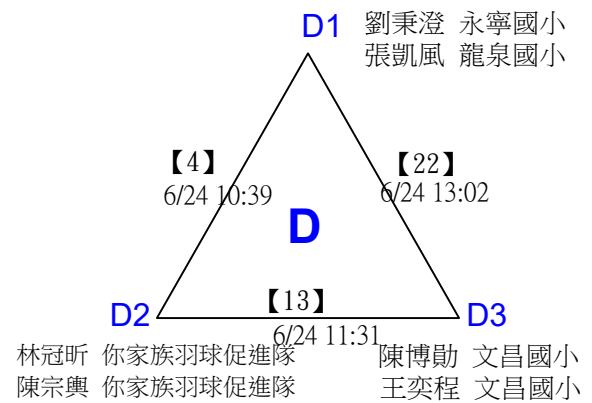 D1 劉秉澄 永寧國小
張凱風 龍泉國小
【4】
6/24 10:39
【22】
6/24 13:02
D
【13】
6/24 11:31
D2
D3
林冠昕 你家族羽球促進隊
陳宗輿 你家族羽球促進隊
陳博勛 文昌國小
王奕程 文昌國小